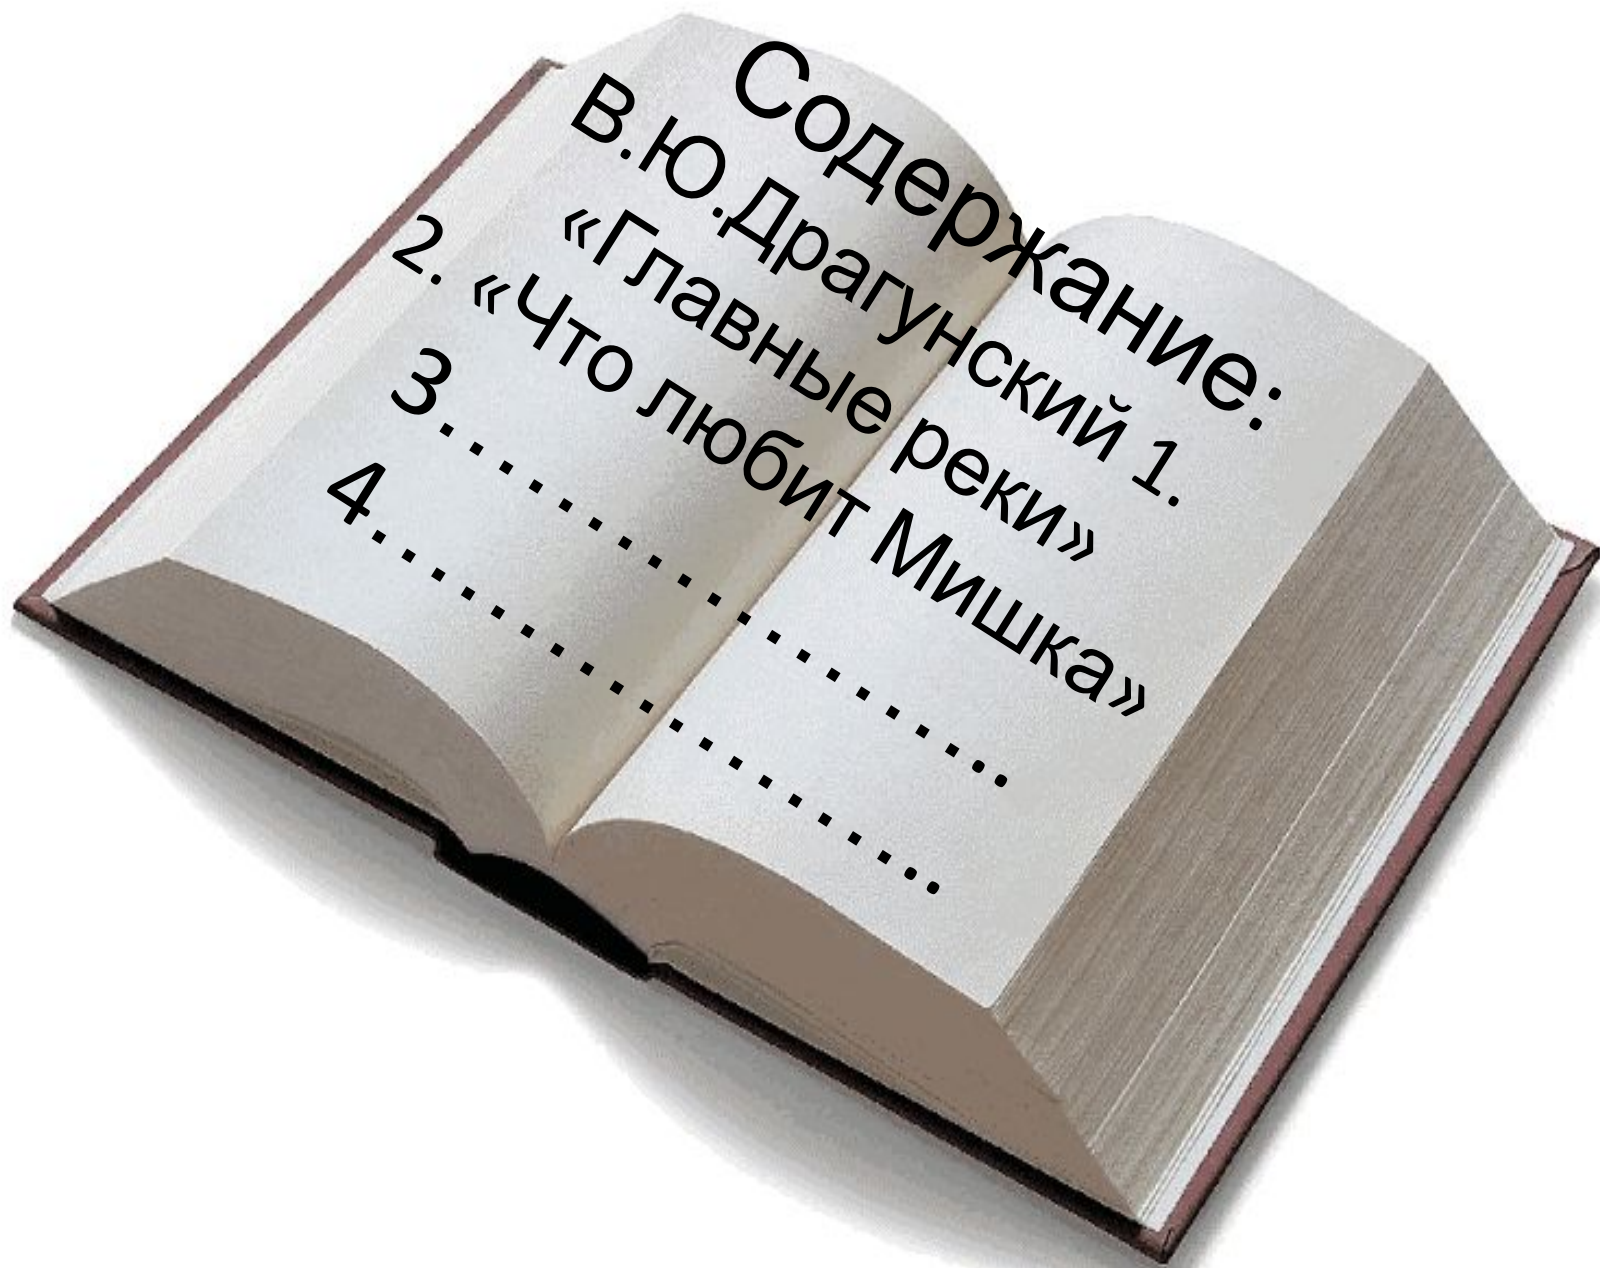 Содержание:
В.Ю.Драгунский 1.
«Главные реки»
2. «Что любит Мишка»
3………………….
4………………….